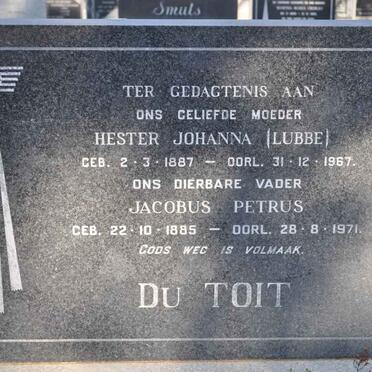 Smuts
TER GEDAGTENIS AAN
ONS GELIEFDE MOEDER
HESTER JOHANNA (LUBBE)
GEB. 2·3·1887 — OORL. 31·12·1967.
ONS DIERBARE VADER
JACOBUS PETRUS
GEB. 22·10·1885 — OORL. 28·8·1971.
GODS WEG IS VOLMAAK.
DU TOIT